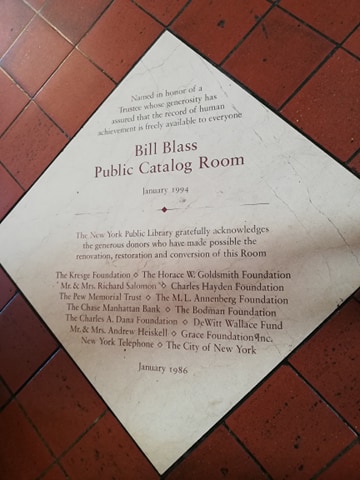 Named in honor of a
Trustee whose generosity has
assured that the record of human
achievement is freely available to everyone
Bill Blass
Public Catalog Room
January 1994
The New York Public Library gratefully acknowledges
the generous donors who have made possible the
renovation, restoration and conversion of this Room
The Kresge Foundation ◇ The Horace W. Goldsmith Foundation
Mr. & Mrs. Richard Salomon ◇ Charles Hayden Foundation
The Pew Memorial Trust ◇ The M. L. Annenberg Foundation
The Chase Manhattan Bank ◇ The Bodman Foundation
The Charles A. Dana Foundation ◇ DeWitt Wallace Fund
Mr. & Mrs. Andrew Heiskell ◇ Grace Foundation Inc.
New York Telephone ◇ The City of New York
January 1986